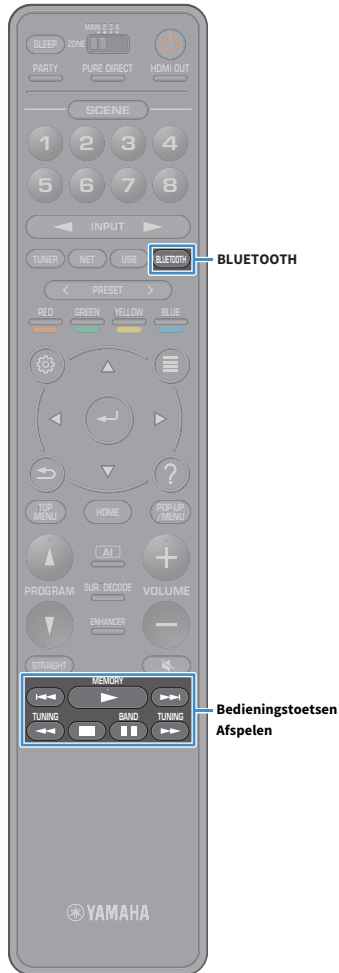 MAIN 2 3 4
SLEEP ZONE
PARTY PURE DIRECT HDMI OUT
SCENE
1 2 3 4
5 6 7 8
INPUT
TUNER NET USB BLUETOOTH
BLUETOOTH
PRESET
RED GREEN YELLOW BLUE
?
TOP MENU HOME POP-UP /MENU
AI
PROGRAM SUR. DECODE VOLUME
ENHANCER
STRAIGHT
MEMORY
TUNING BAND TUNING
Bedieningstoetsen
Afspelen
YAMAHA